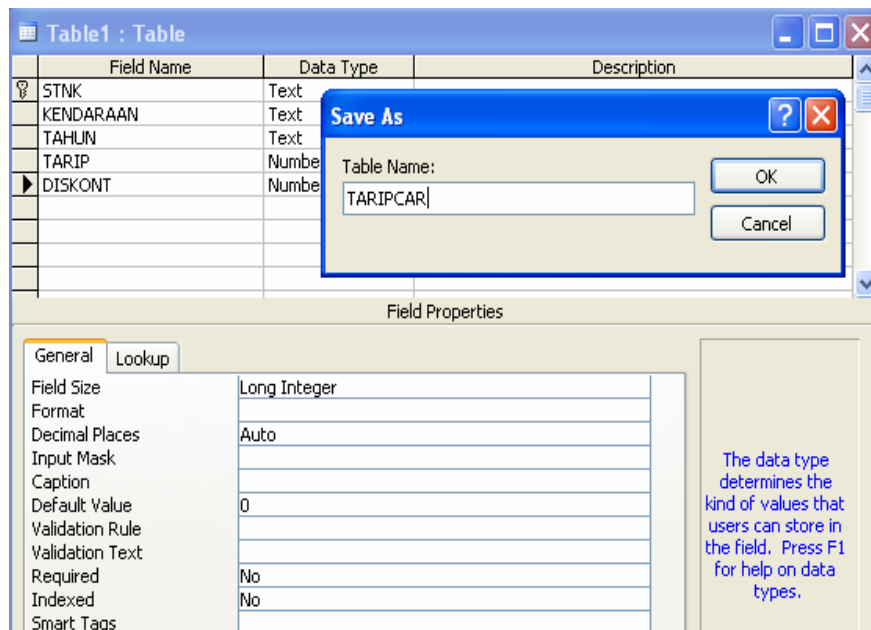 Table1 : Table
Field Name Data Type Description
STNK Text
KENDARAAN Text
TAHUN Text
TARIP Numbe
DISKONT Numbe
Save As
Table Name:
TARIPCAR
OK
Cancel
Field Properties
General Lookup
Field Size Long Integer
Format
Decimal Places Auto
Input Mask
Caption
Default Value 0
Validation Rule
Validation Text
Required No
Indexed No
Smart Tags
The data type
determines the
kind of values that
users can store in
the field. Press F1
for help on data
types.